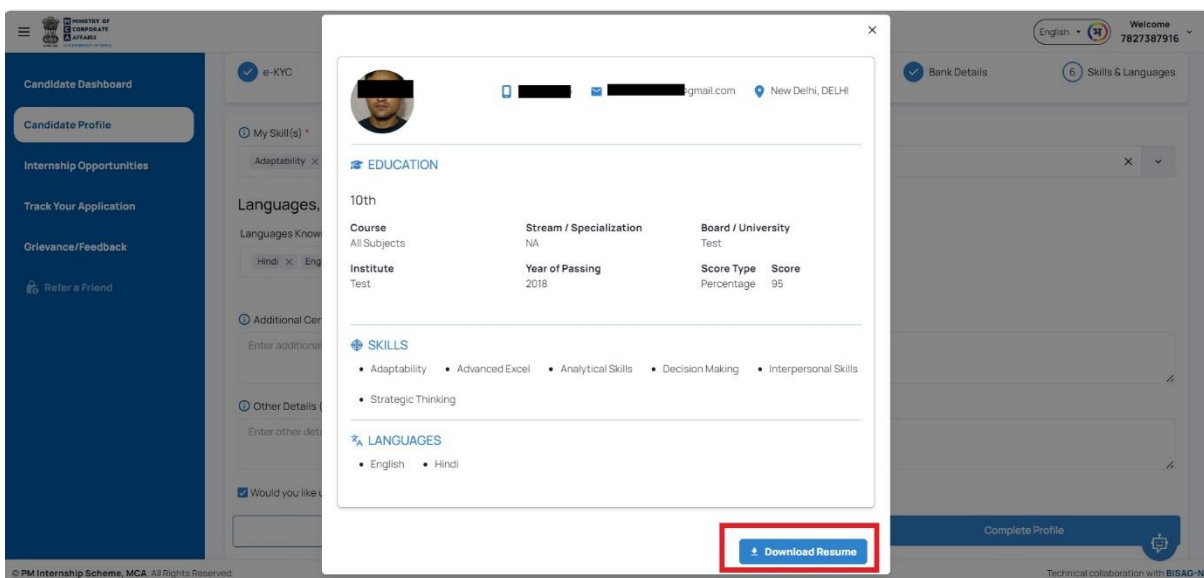 MINISTRY OF
CORPORATE
AFFAIRS
GOVERNMENT OF INDIA
English
अ
Welcome
7827387916
Candidate Dashboard
Candidate Profile
Internship Opportunities
Track Your Application
Grievance/Feedback
Refer a Friend
e-KYC
Bank Details
6 Skills & Languages
My Skill(s) *
Adaptability
Languages,
Languages Know
Hindi
Eng
Additional Cer
Enter additional
Other Details (
Enter other deta
Would you like u
Complete Profile
gmail.com
New Delhi, DELHI
EDUCATION
10th
Course Stream / Specialization Board / University
All Subjects NA Test
Institute Year of Passing Score Type Score
Test 2018 Percentage 95
SKILLS
• Adaptability • Advanced Excel • Analytical Skills • Decision Making • Interpersonal Skills
• Strategic Thinking
LANGUAGES
• English • Hindi
Download Resume
© PM Internship Scheme, MCA. All Rights Reserved.
Technical collaboration with BISAG-N